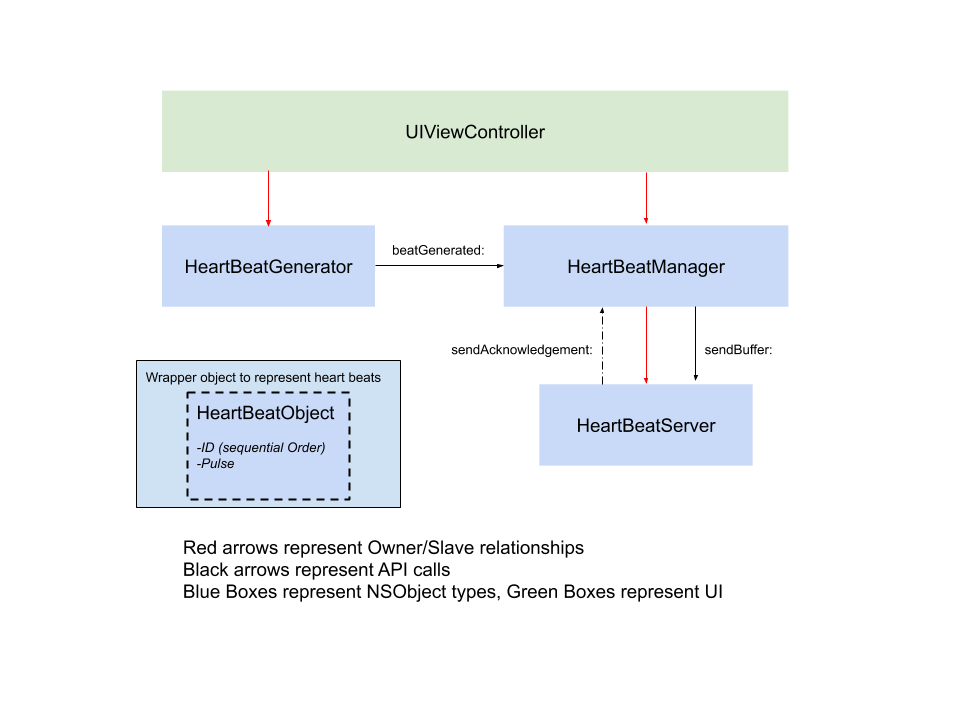 UIViewController
HeartBeatGenerator
beatGenerated:
HeartBeatManager
sendAcknowledgement:
sendBuffer:
Wrapper object to represent heart beats
HeartBeatObject
-ID (sequential Order)
-Pulse
HeartBeatServer
Red arrows represent Owner/Slave relationships
Black arrows represent API calls
Blue Boxes represent NSObject types, Green Boxes represent UI